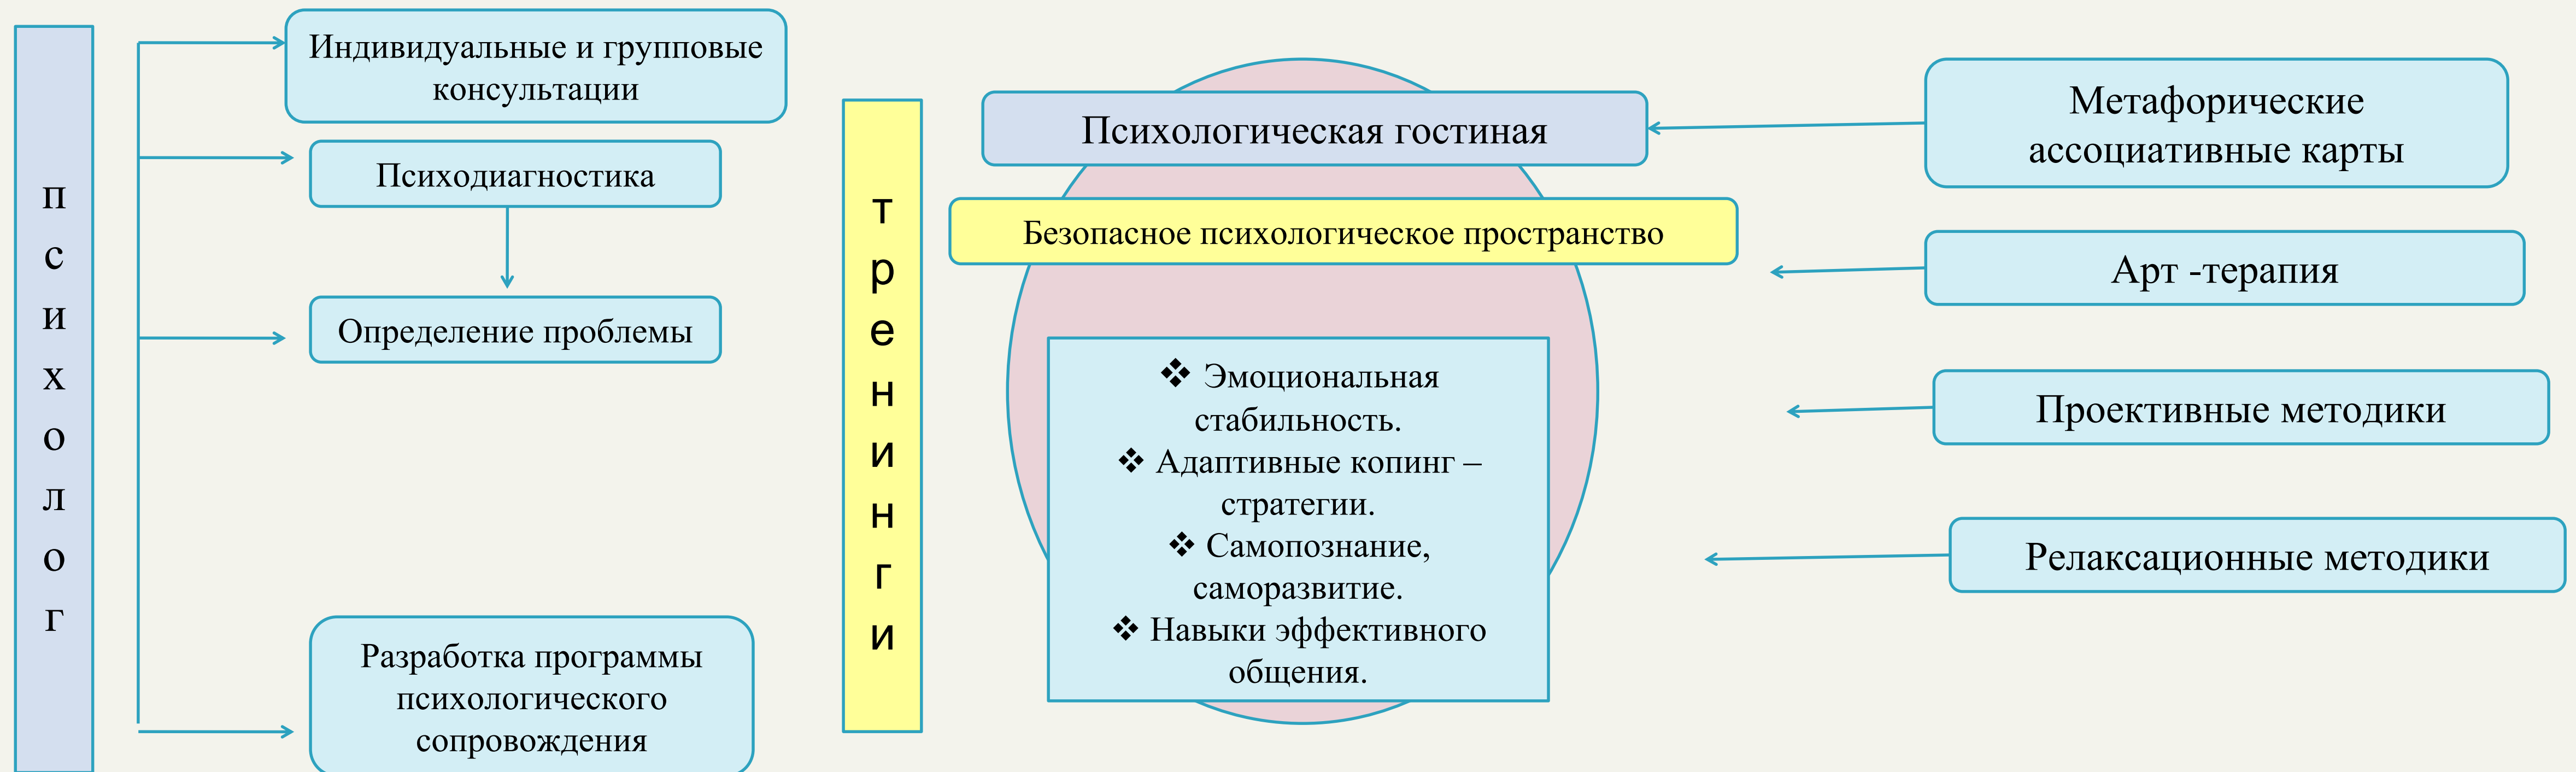 психолог
Индивидуальные и групповые
консультации
Психодиагностика
Определение проблемы
Разработка программы
психологического
сопровождения
тренинги
Психологическая гостиная
Безопасное психологическое пространство
❖ Эмоциональная
стабильность.
❖ Адаптивные копинг –
стратегии.
❖ Самопознание,
саморазвитие.
❖ Навыки эффективного
общения.
Метафорические
ассоциативные карты
Арт -терапия
Проективные методики
Релаксационные методики